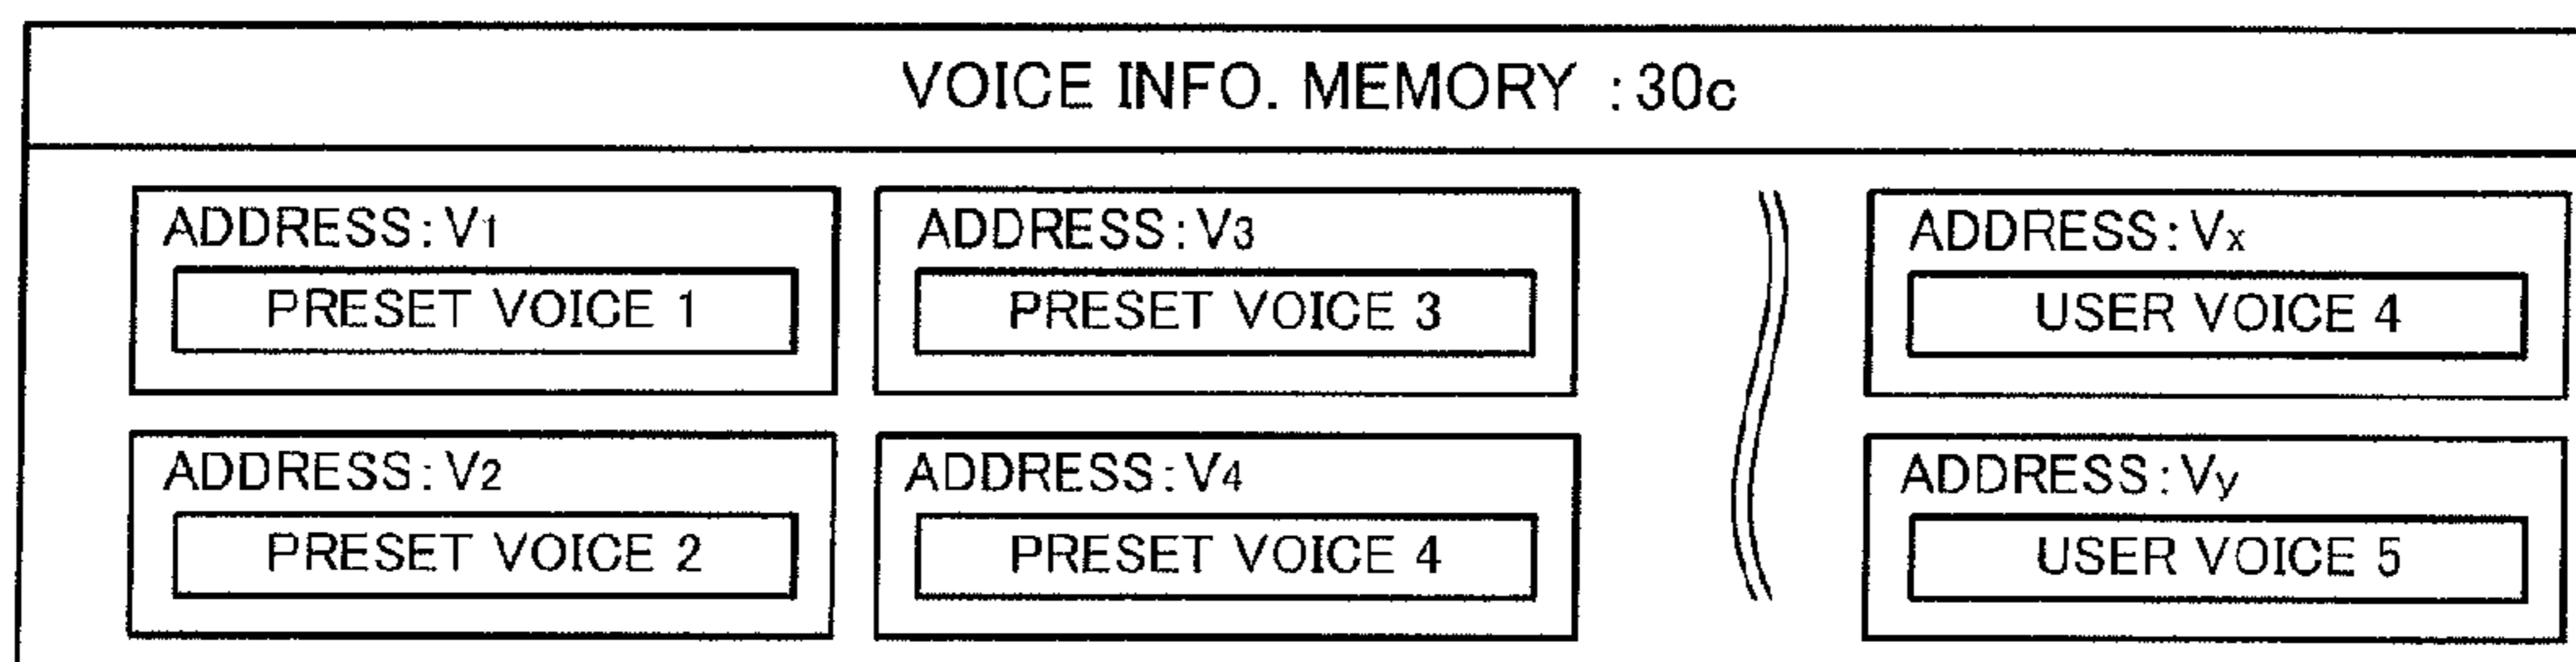 VOICE INFO. MEMORY :30c
ADDRESS:V1
PRESET VOICE 1
ADDRESS:V3
PRESET VOICE 3
ADDRESS:Vx
USER VOICE 4
ADDRESS:V2
PRESET VOICE 2
ADDRESS:V4
PRESET VOICE 4
ADDRESS:Vy
USER VOICE 5